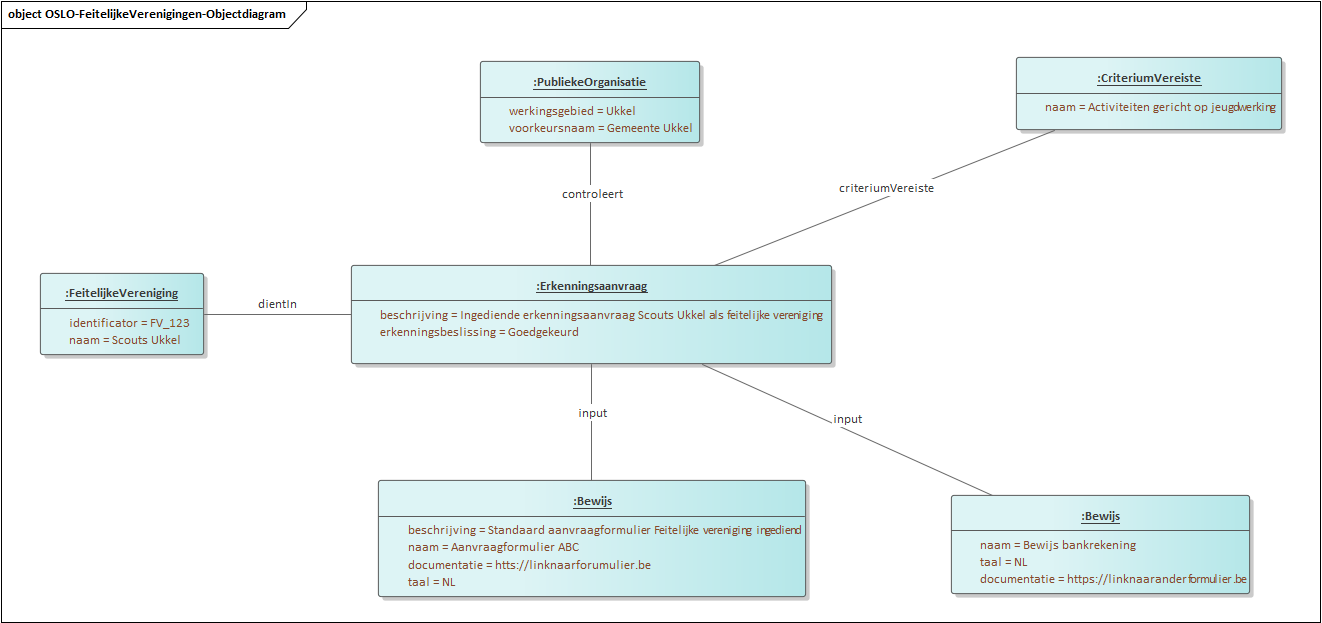 object OSLO-FeitelijkeVerenigingen-Objectdiagram
:PubliekeOrganisatie
werkingsgebied = Ukkel
voorkeursnaam = Gemeente Ukkel
:CriteriumVereiste
naam = Activiteiten gericht op jeugdwerking
controleert
criteriumVereiste
:FeitelijkeVereniging
identificator = FV_123
naam = Scouts Ukkel
dientIn
:Erkenningsaanvraag
beschrijving = Ingediende erkenningsaanvraag Scouts Ukkel als feitelijke vereniging
erkenningsbeslissing = Goedgekeurd
input
input
:Bewijs
beschrijving = Standaard aanvraagformulier Feitelijke vereniging ingediend
naam = Aanvraagformulier ABC
documentatie = htts://linknaarforumulier.be
taal = NL
:Bewijs
naam = Bewijs bankrekening
taal = NL
documentatie = https://linknaaranderformulier.be